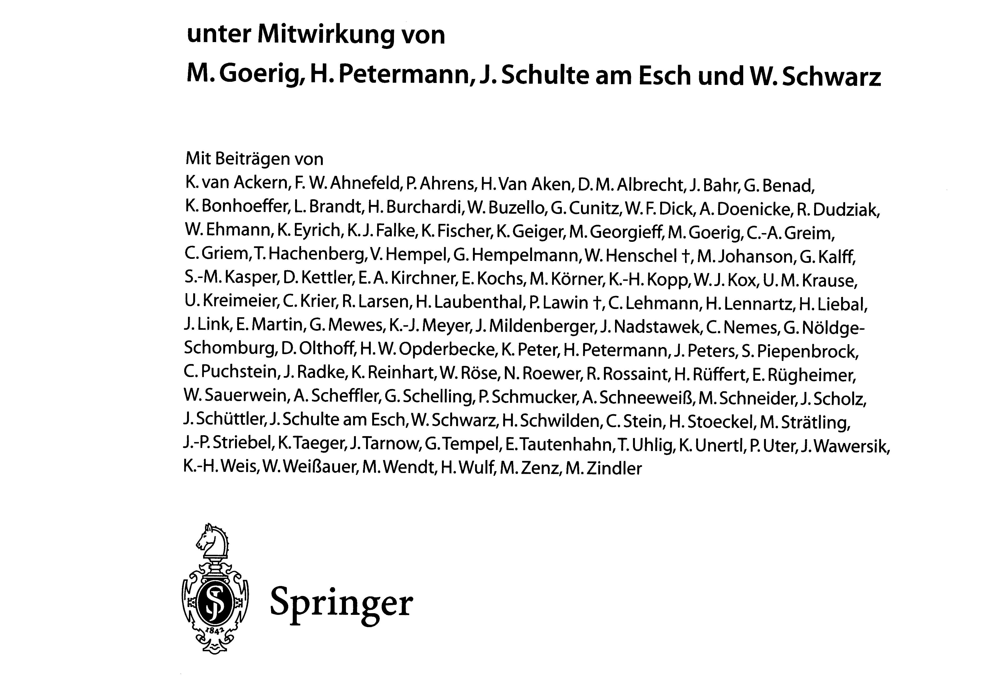 unter Mitwirkung von
M. Goerig, H. Petermann, J. Schulte am Esch und W. Schwarz
Mit Beiträgen von
K. van Ackern, F. W. Ahnefeld, P. Ahrens, H. Van Aken, D. M. Albrecht, J. Bahr, G. Benad,
K. Bonhoeffer, L. Brandt, H. Burchardi, W. Buzello, G. Cunitz, W. F. Dick, A. Doenicke, R. Dudziak,
W. Ehmann, K. Eyrich, K. J. Falke, K. Fischer, K. Geiger, M. Georgieff, M. Goerig, C.-A. Greim,
C. Griem, T. Hachenberg, V. Hempel, G. Hempelmann, W. Henschel †, M. Johanson, G. Kalff,
S.-M. Kasper, D. Kettler, E. A. Kirchner, E. Kochs, M. Körner, K.-H. Kopp, W. J. Kox, U. M. Krause,
U. Kreimeier, C. Krier, R. Larsen, H. Laubenthal, P. Lawin †, C. Lehmann, H. Lennartz, H. Liebal,
J. Link, E. Martin, G. Mewes, K.-J. Meyer, J. Mildenberger, J. Nadstawek, C. Nemes, G. Nöldge-
Schomburg, D. Olthoff, H. W. Opderbecke, K. Peter, H. Petermann, J. Peters, S. Piepenbrock,
C. Puchstein, J. Radke, K. Reinhart, W. Röse, N. Roewer, R. Rossaint, H. Rüffert, E. Rügheimer,
W. Sauerwein, A. Scheffler, G. Schelling, P. Schmucker, A. Schneeweiß, M. Schneider, J. Scholz,
J. Schüttler, J. Schulte am Esch, W. Schwarz, H. Schwilden, C. Stein, H. Stoeckel, M. Strätling,
J.-P. Striebel, K. Taeger, J. Tarnow, G. Tempel, E. Tautenhahn, T. Uhlig, K. Unertl, P. Uter, J. Wawersik,
K.-H. Weis, W. Weißauer, M. Wendt, H. Wulf, M. Zenz, M. Zindler
SJ
Springer
1842